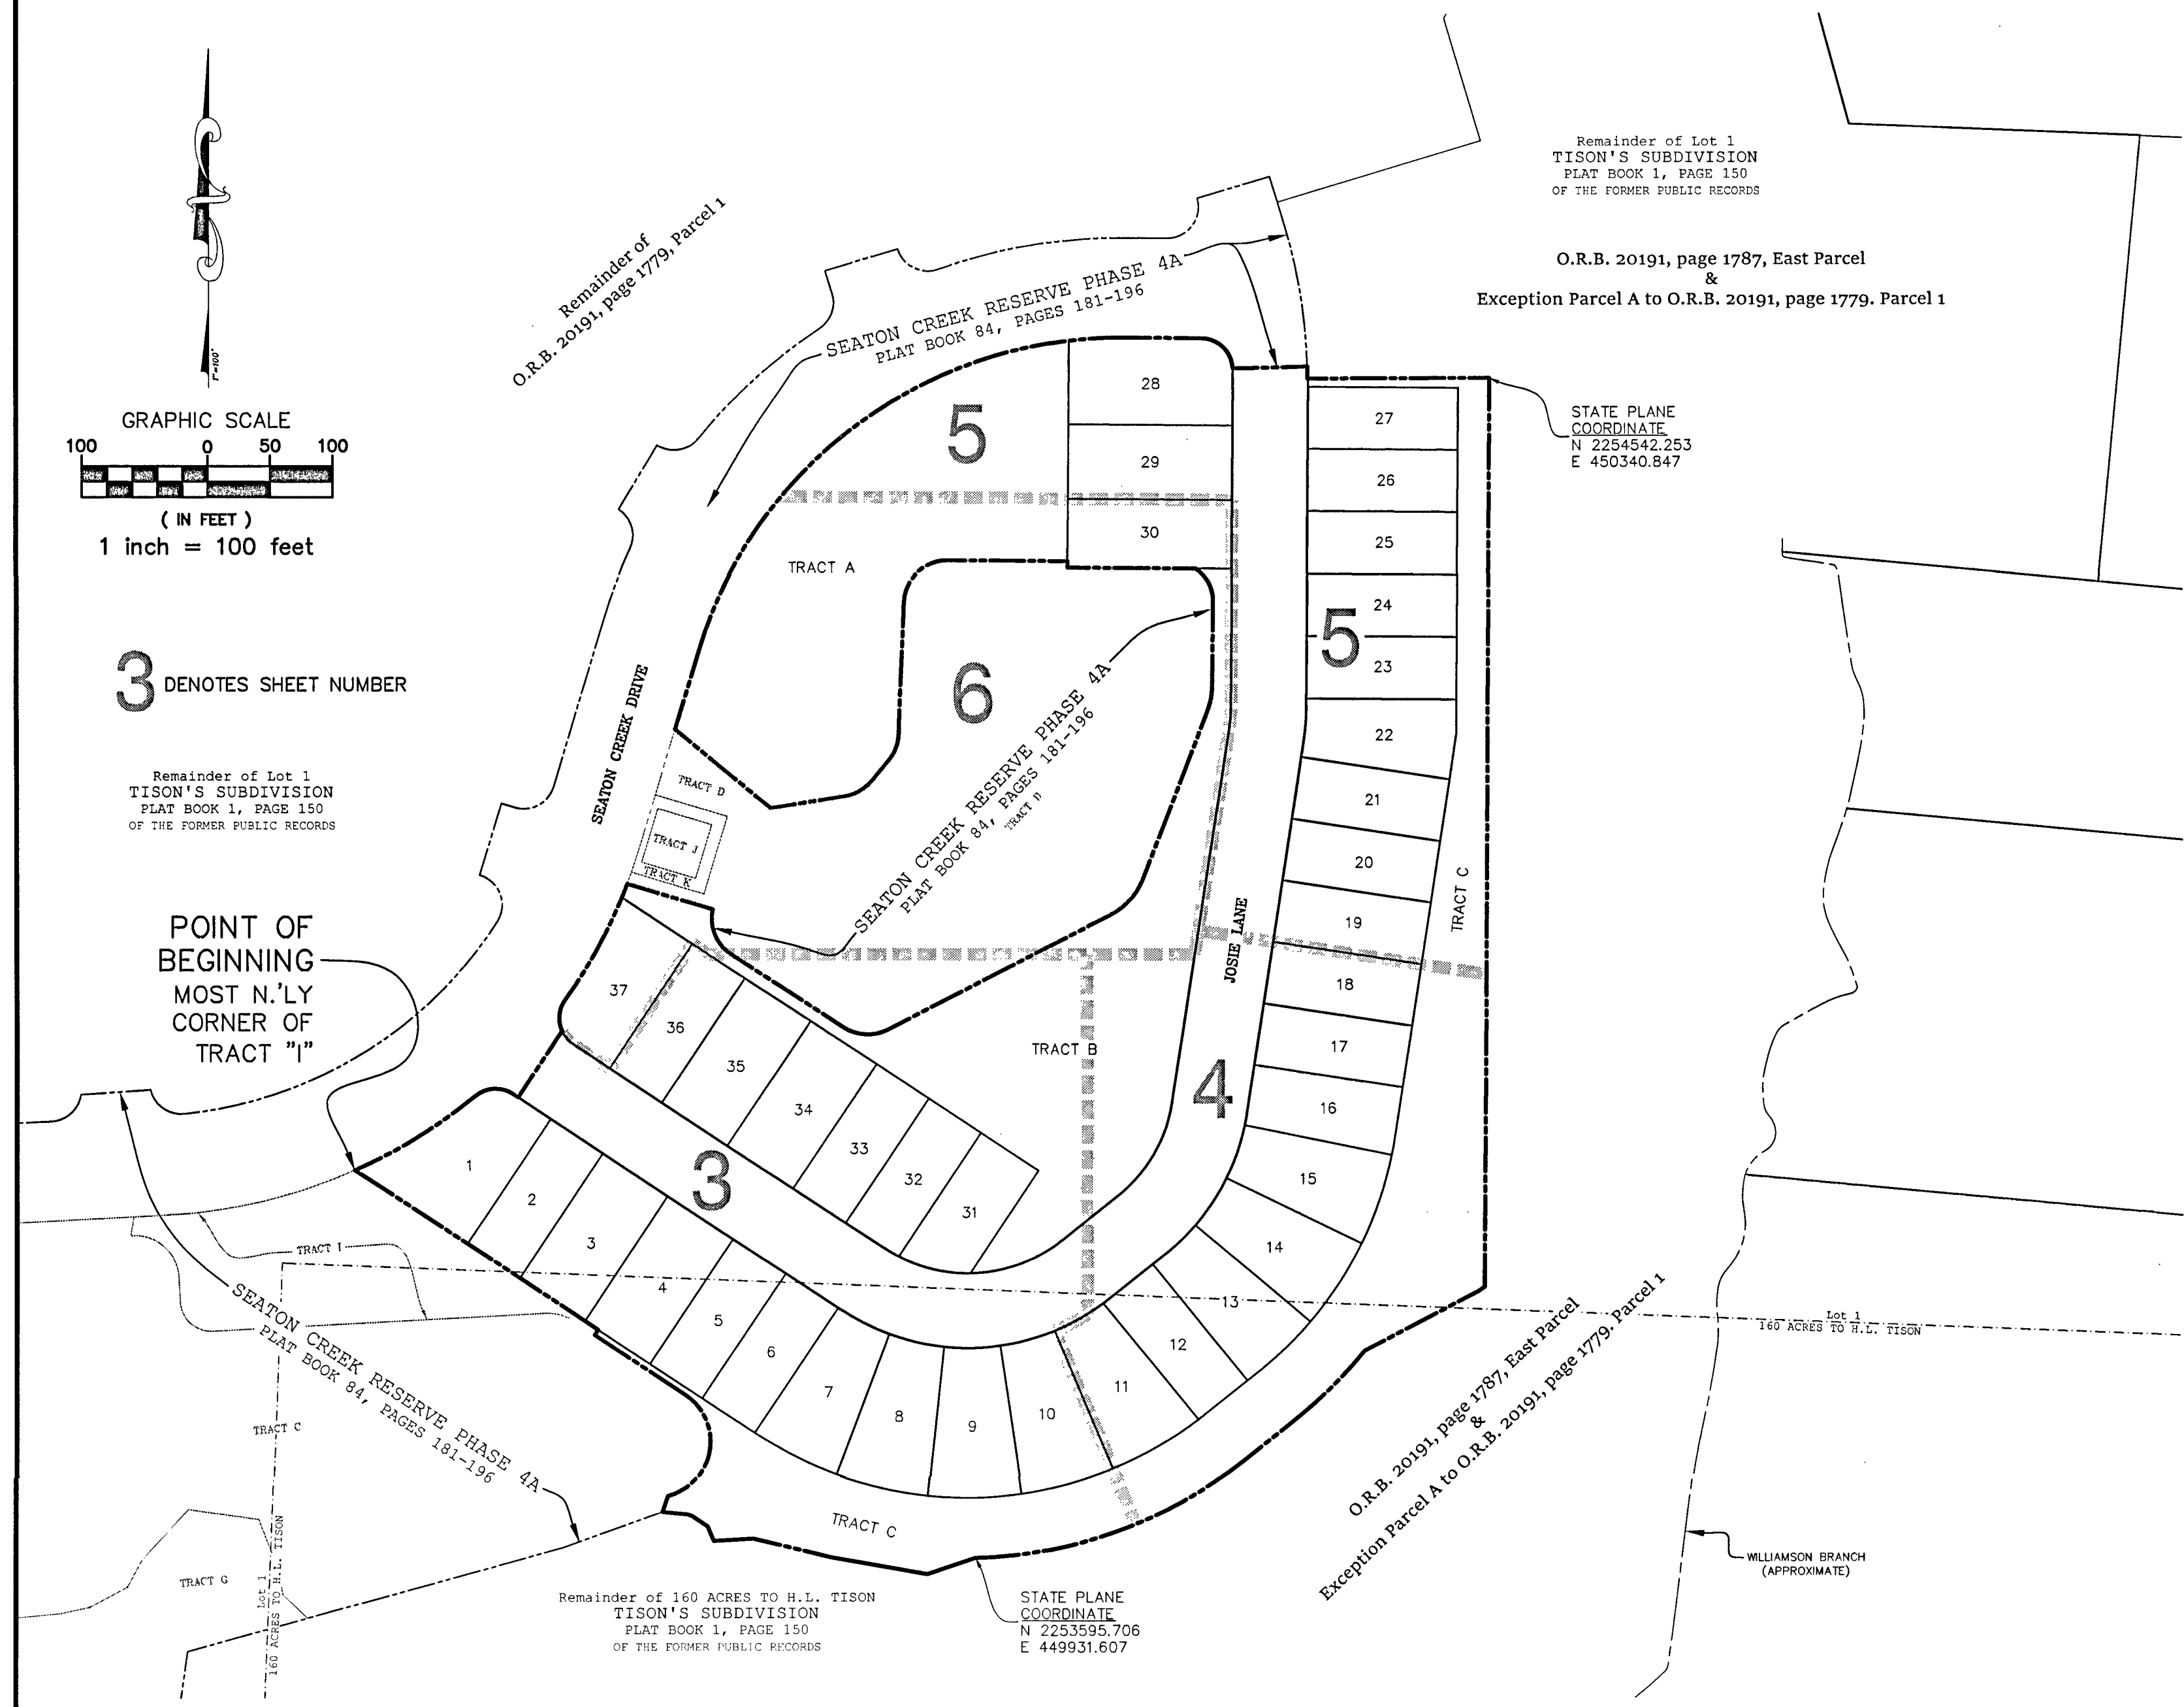 Remainder of
O.R.B. 20191, page 1779, Parcel 1
Remainder of Lot 1
TISON'S SUBDIVISION
PLAT BOOK 1, PAGE 150
OF THE FORMER PUBLIC RECORDS
O.R.B. 20191, page 1787, East Parcel
&
Exception Parcel A to O.R.B. 20191, page 1779. Parcel 1
SEATON CREEK RESERVE PHASE 4A
PLAT BOOK 84, PAGES 181-196
1"=100'
GRAPHIC SCALE
100 0 50 100
( IN FEET )
1 inch = 100 feet
3 DENOTES SHEET NUMBER
Remainder of Lot 1
TISON'S SUBDIVISION
PLAT BOOK 1, PAGE 150
OF THE FORMER PUBLIC RECORDS
POINT OF
BEGINNING
MOST N.'LY
CORNER OF
TRACT "I"
STATE PLANE
COORDINATE
N 2254542.253
E 450340.847
28
29
30
5
TRACT A
6
SEATON CREEK DRIVE
TRACT D
TRACT J
TRACT K
SEATON CREEK RESERVE PHASE 4A
PLAT BOOK 84, PAGES 181-196
27
26
25
24
5
23
22
21
20
19
18
17
16
15
14
13
12
11
10
9
8
7
6
5
4
3
2
1
TRACT C
JOSIE LANE
4
TRACT B
37
36
35
34
33
32
31
3
TRACT I
SEATON CREEK RESERVE PHASE 4A
PLAT BOOK 84, PAGES 181-196
TRACT C
TRACT G
Lot 1
160 ACRES TO H.L. TISON
TRACT C
Remainder of 160 ACRES TO H.L. TISON
TISON'S SUBDIVISION
PLAT BOOK 1, PAGE 150
OF THE FORMER PUBLIC RECORDS
STATE PLANE
COORDINATE
N 2253595.706
E 449931.607
O.R.B. 20191, page 1787, East Parcel
&
Exception Parcel A to O.R.B. 20191, page 1779. Parcel 1
Lot 1
160 ACRES TO H.L. TISON
WILLIAMSON BRANCH
(APPROXIMATE)